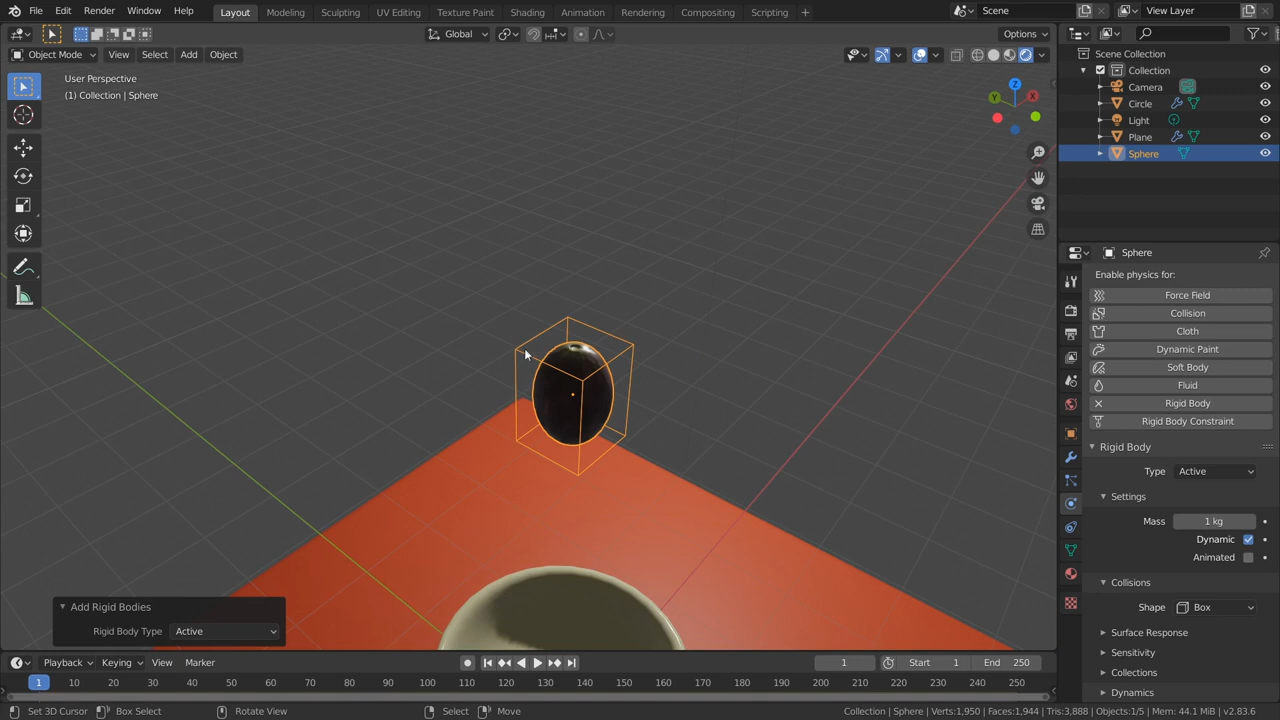 File Edit Render Window Help Layout Modeling Sculpting UV Editing Texture Paint Shading Animation Rendering Compositing Scripting + Scene View Layer
Global Options
Object Mode View Select Add Object
User Perspective
(1) Collection | Sphere
Z
Y X
Scene Collection
Collection
Camera
Circle
Light
Plane
Sphere
Sphere
Enable physics for:
Force Field
Collision
Cloth
Dynamic Paint
Soft Body
Fluid
Rigid Body
Rigid Body Constraint
Rigid Body
Type Active
Settings
Mass 1 kg
Dynamic
Animated
Collisions
Shape Box
Surface Response
Sensitivity
Collections
Dynamics
Add Rigid Bodies
Rigid Body Type Active
Playback Keying View Marker 1 Start 1 End 250
1 10 20 30 40 50 60 70 80 90 100 110 120 130 140 150 160 170 180 190 200 210 220 230 240 250
Set 3D Cursor Box Select Rotate View Select Move Collection | Sphere | Verts:1,950 | Faces:1,944 | Tris:3,888 | Objects:1/5 | Mem: 44.1 MiB | v2.83.6